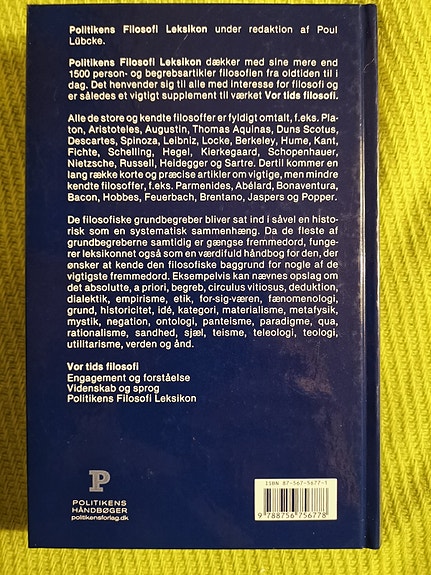 Politikens Filosofi Leksikon under redaktion af Poul
Lübcke.
Politikens Filosofi Leksikon dækker med sine mere end
1500 person- og begrebsartikler filosofien fra oldtiden til i
dag. Det henvender sig til alle med interesse for filosofi og
er således et vigtigt supplement til værket Vor tids filosofi.
Alle de store og kendte filosoffer er fyldigt omtalt, f.eks. Pla-
ton, Aristoteles, Augustin, Thomas Aquinas, Duns Scotus,
Descartes, Spinoza, Leibniz, Locke, Berkeley, Hume, Kant,
Fichte, Schelling, Hegel, Kierkegaard, Schopenhauer,
Nietzsche, Russell, Heidegger og Sartre. Dertil kommer en
lang række korte og præcise artikler om vigtige, men mindre
kendte filosoffer, f.eks. Parmenides, Abélard, Bonaventura,
Bacon, Hobbes, Feuerbach, Brentano, Jaspers og Popper.
De filosofiske grundbegreber bliver sat ind i såvel en histo-
risk som en systematisk sammenhæng. Da de fleste af
grundbegreberne samtidig er gængse fremmedord, funge-
rer leksikonnet også som en værdifuld håndbog for den, der
ønsker at kende den filosofiske baggrund for nogle af de
vigtigste fremmedord. Eksempelvis kan nævnes opslag om
det absolutte, a priori, begreb, circulus vitiosus, deduktion,
dialektik, empirisme, etik, for-sig-væren, fænomenologi,
grund, historicitet, idé, kategori, materialisme, metafysik,
mystik, negation, ontologi, panteisme, paradigme, qua,
rationalisme, sandhed, sjæl, teisme, teleologi, teologi,
utilitarisme, verden og ånd.
Vor tids filosofi
Engagement og forståelse
Videnskab og sprog
Politikens Filosofi Leksikon
P
POLITIKENS
HÅNDBØGER
politikensforlag.dk
ISBN 87-567-5677-1
9 788756 756778